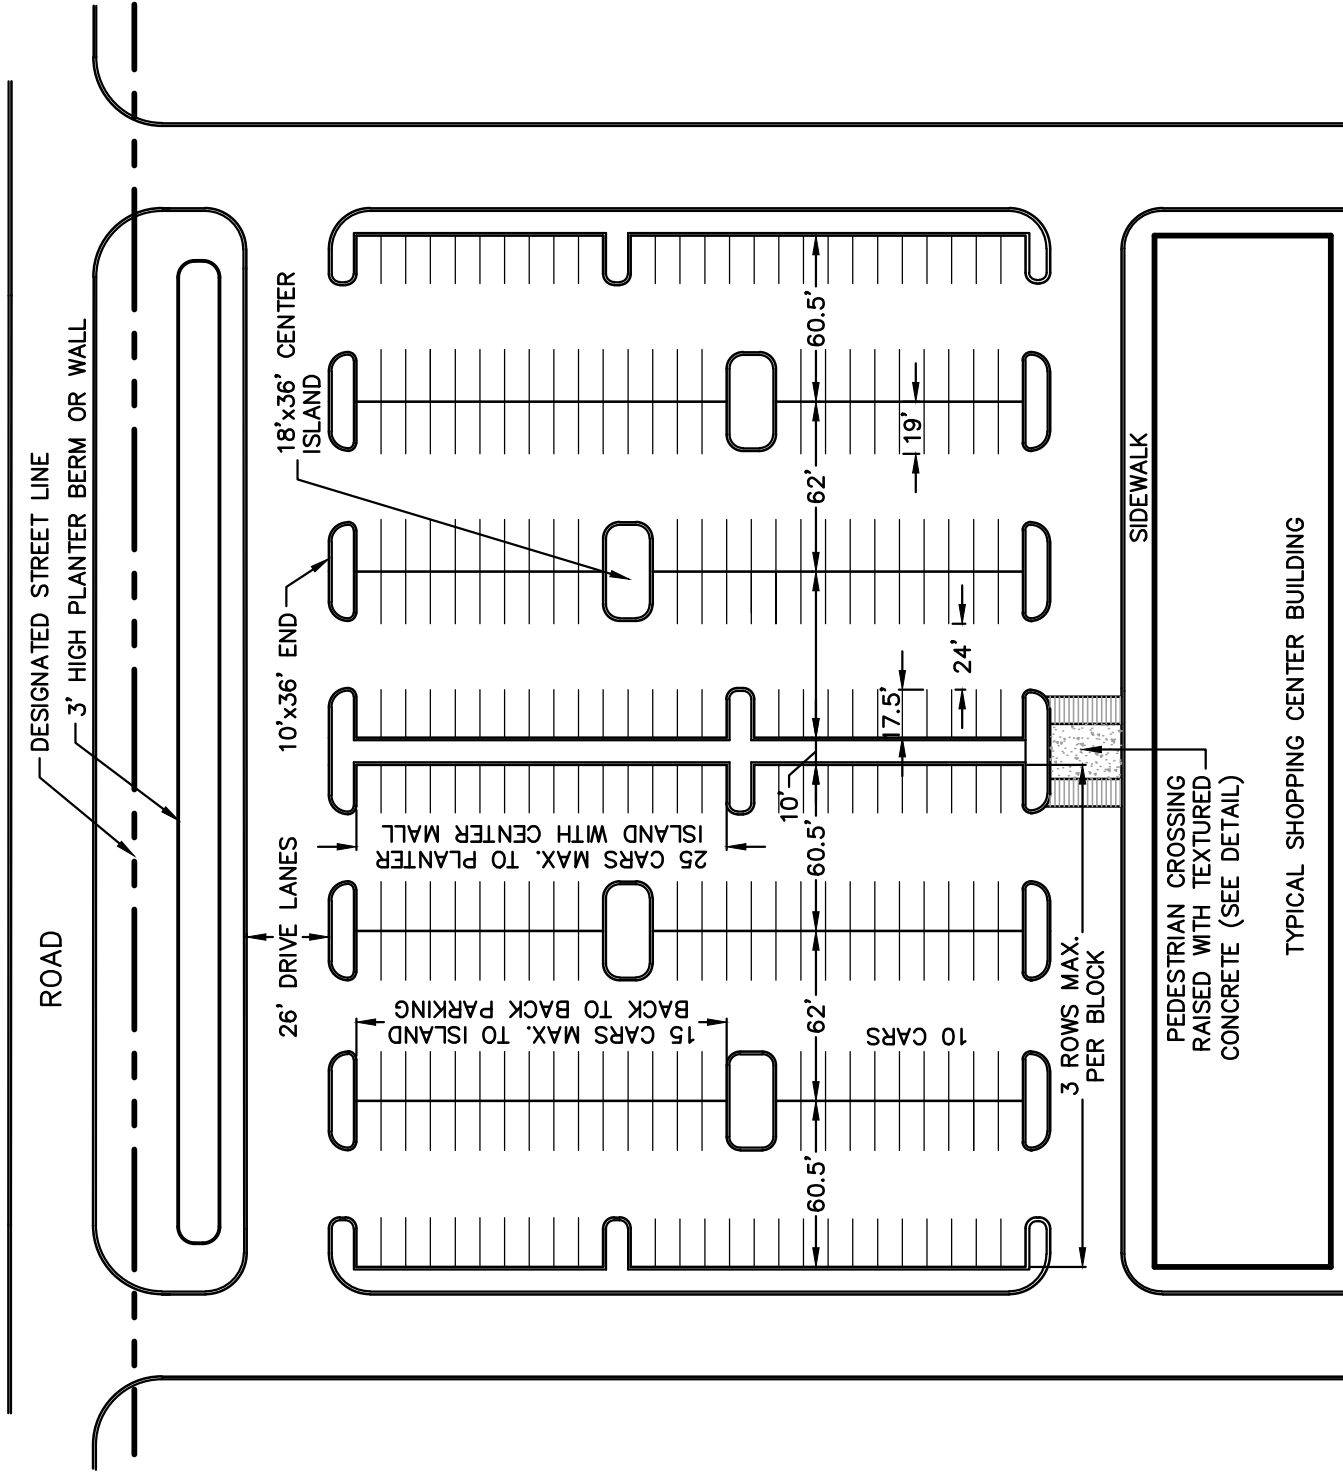 ROAD
DESIGNATED STREET LINE
3' HIGH PLANTER BERM OR WALL
26' DRIVE LANES
10'x36' END
18'x36' CENTER
ISLAND
25 CARS MAX. TO PLANTER
ISLAND WITH CENTER MALL
15 CARS MAX. TO ISLAND
BACK TO BACK PARKING
10 CARS
60.5'
62'
60.5'
10'
62'
60.5'
17.5'
24'
19'
3 ROWS MAX.
PER BLOCK
SIDEWALK
PEDESTRIAN CROSSING
RAISED WITH TEXTURED
CONCRETE (SEE DETAIL)
TYPICAL SHOPPING CENTER BUILDING